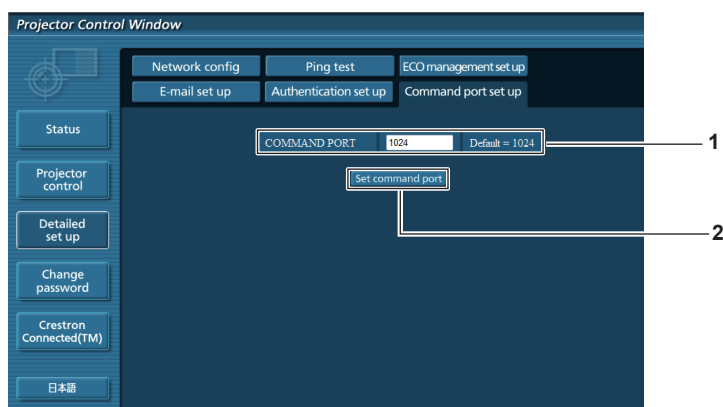 Projector Control Window
Network config
Ping test
ECO management set up
E-mail set up
Authentication set up
Command port set up
Status
Projector
control
Detailed
set up
Change
password
Crestron
Connected(TM)
日本語
COMMAND PORT
1024
Default = 1024
Set command port
1
2